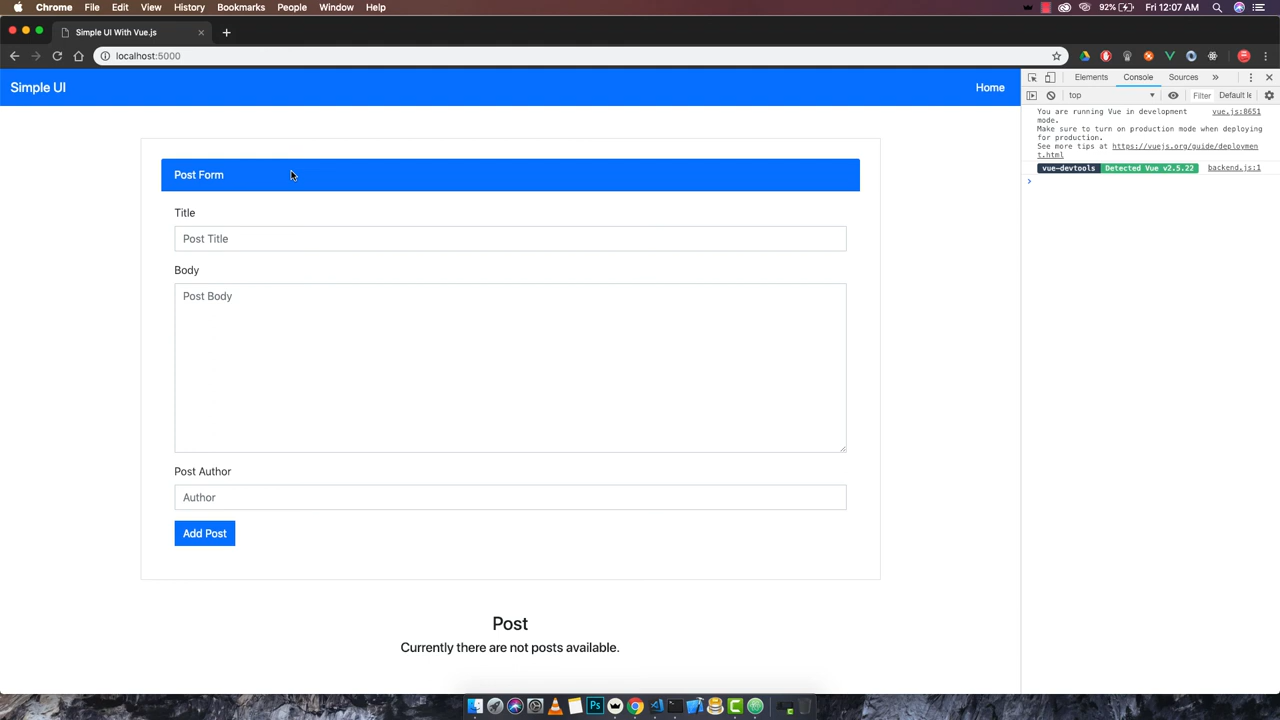 Chrome File Edit View History Bookmarks People Window Help 92% Fri 12:07 AM
Simple UI With Vue.js
localhost:5000
Simple UI Home
Elements Console Sources »
top Filter Default le
You are running Vue in development vue.js:8651
mode.
Make sure to turn on production mode when deploying
for production.
See more tips at https://vuejs.org/guide/deploymen
t.html
vue-devtools Detected Vue v2.5.22 backend.js:1
Post Form
Title
Post Title
Body
Post Body
Post Author
Author
Add Post
Post
Currently there are not posts available.
Ps